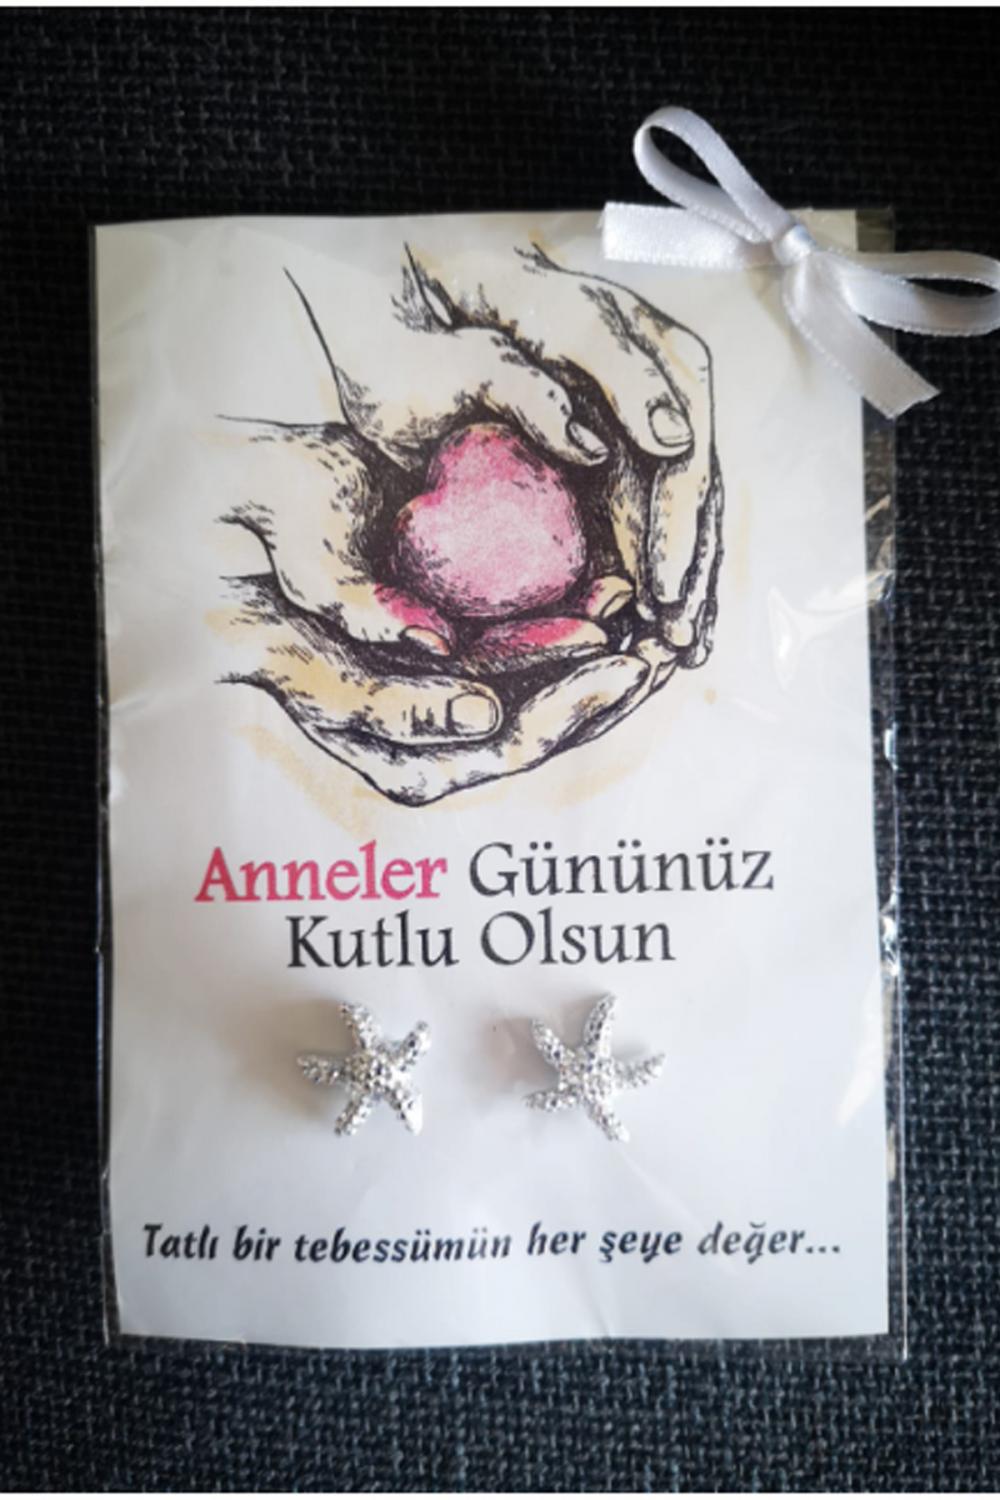 Anneler Gününüz
Kutlu Olsun
Tatlı bir tebessümün her şeye değer...